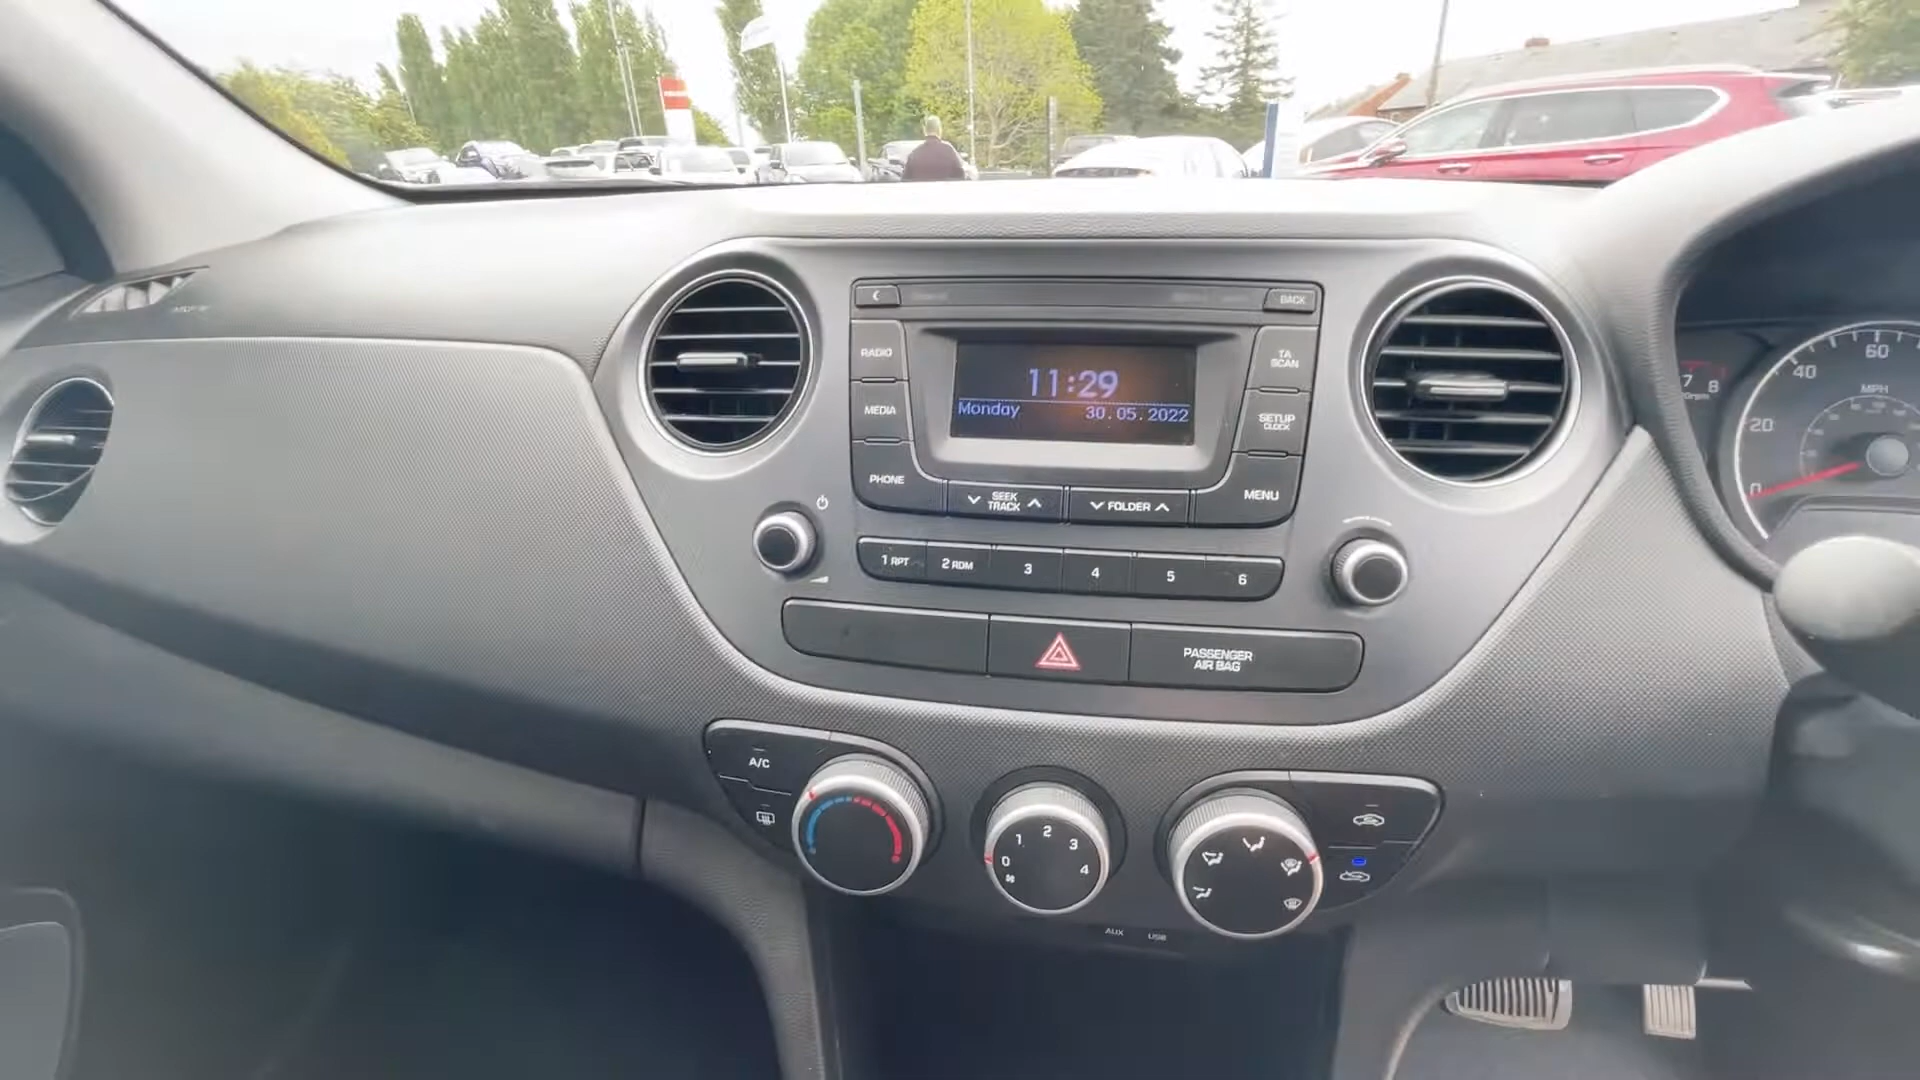 BACK
RADIO
TA
SCAN
11:29
Monday 30.05.2022
MEDIA
SETUP
CLOCK
PHONE
SEEK
TRACK
FOLDER
MENU
1 RPT
2 RDM
3
4
5
6
PASSENGER
AIR BAG
A/C
0
1
2
3
4
AUX
USB
7
8
0
20
40
60
MPH